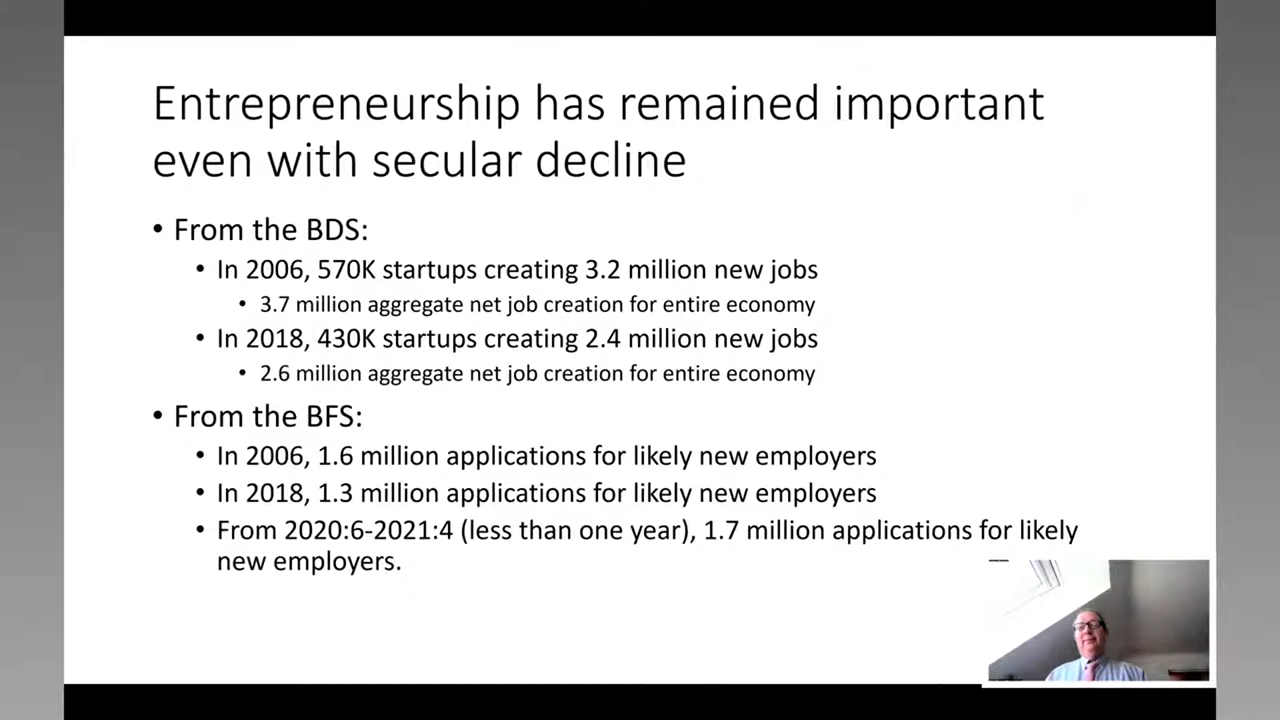 Entrepreneurship has remained important
even with secular decline
• From the BDS:
• In 2006, 570K startups creating 3.2 million new jobs
• 3.7 million aggregate net job creation for entire economy
• In 2018, 430K startups creating 2.4 million new jobs
• 2.6 million aggregate net job creation for entire economy
• From the BFS:
• In 2006, 1.6 million applications for likely new employers
• In 2018, 1.3 million applications for likely new employers
• From 2020:6-2021:4 (less than one year), 1.7 million applications for likely
new employers.